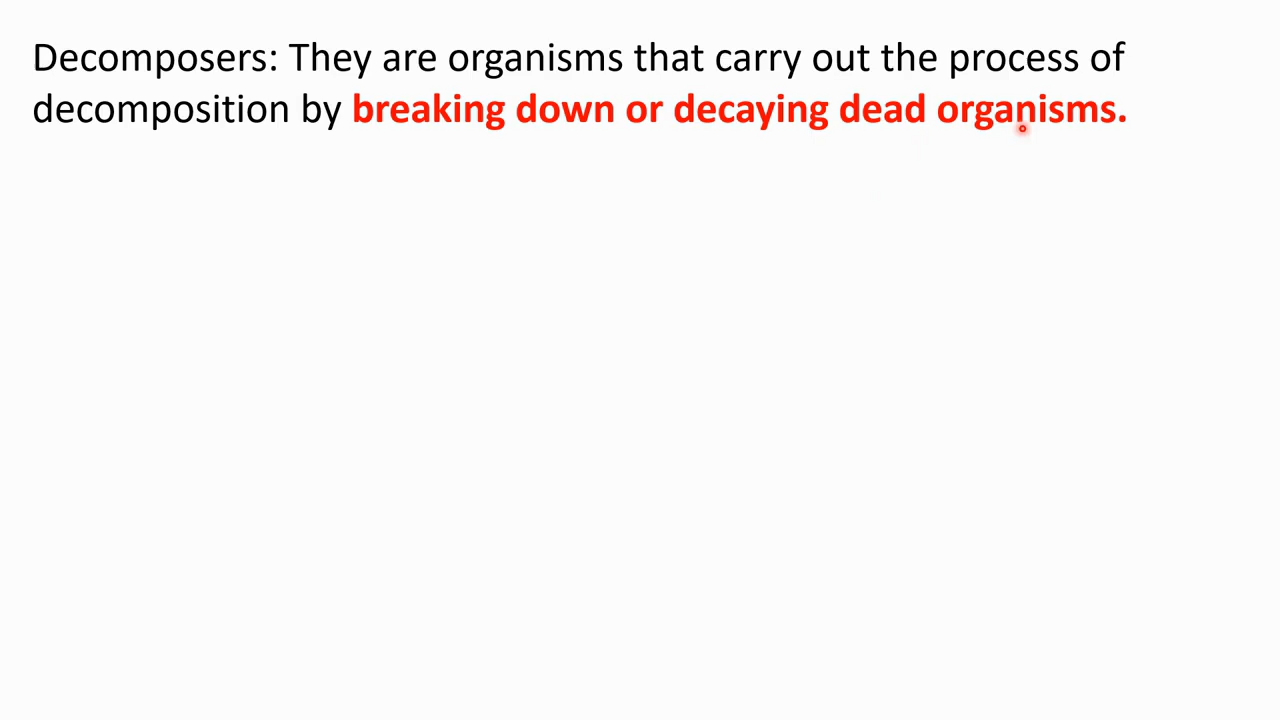 Decomposers: They are organisms that carry out the process of
decomposition by breaking down or decaying dead organisms.